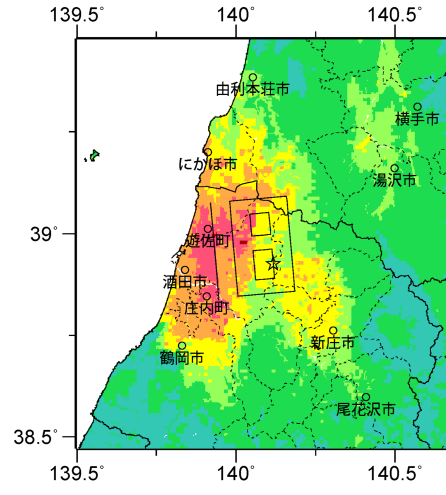 139.5° 140° 140.5°
由利本荘市
横手市
にかほ市
湯沢市
39°
遊佐町
酒田市
庄内町
新庄市
鶴岡市
尾花沢市
38.5°
139.5° 140° 140.5°